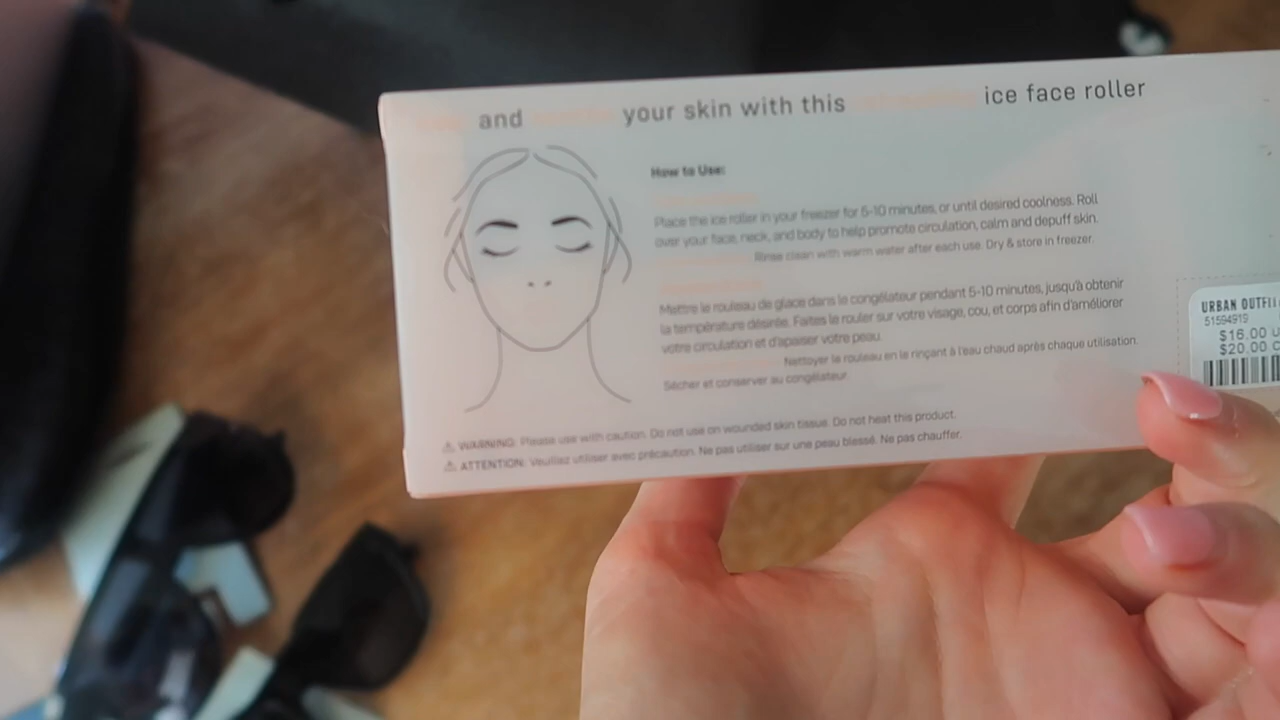 and your skin with this ice face roller
How to Use:
Place the ice roller in your freezer for 5-10 minutes, or until desired coolness. Roll
over your face, neck, and body to help promote circulation, calm and depuff skin.
Rinse clean with warm water after each use. Dry & store in freezer.
Mettre le rouleau de glace dans le congélateur pendant 5-10 minutes, jusqu'à obtenir
la température désirée. Faites le rouler sur votre visage, cou, et corps afin d'améliorer
votre circulation et d'apaiser votre peau.
Nettoyer le rouleau en le rinçant à l'eau chaud après chaque utilisation.
Sécher et conserver au congélateur.
⚠ WARNING: Please use with caution. Do not use on wounded skin tissue. Do not heat this product.
⚠ ATTENTION: Veuillez utiliser avec précaution. Ne pas utiliser sur une peau blessé. Ne pas chauffer.
URBAN
51594919
$16.00
$20.00